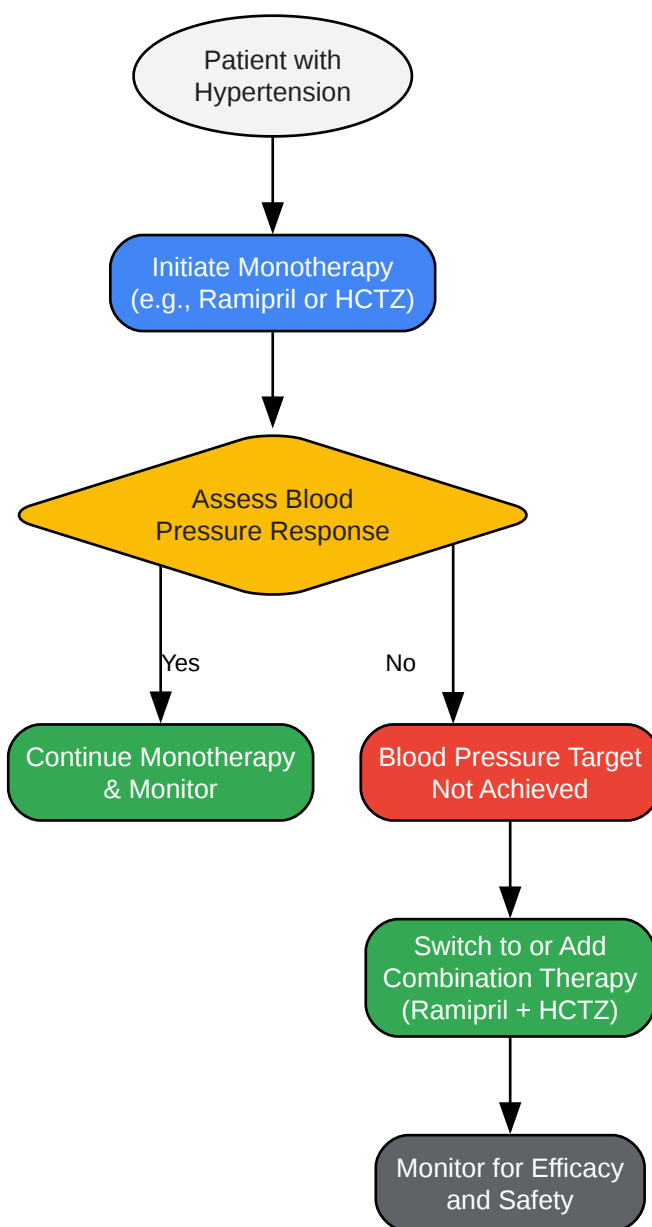 Patient with
Hypertension
Initiate Monotherapy
(e.g., Ramipril or HCTZ)
Assess Blood
Pressure Response
Yes
No
Continue Monotherapy
& Monitor
Blood Pressure Target
Not Achieved
Switch to or Add
Combination Therapy
(Ramipril + HCTZ)
Monitor for Efficacy
and Safety